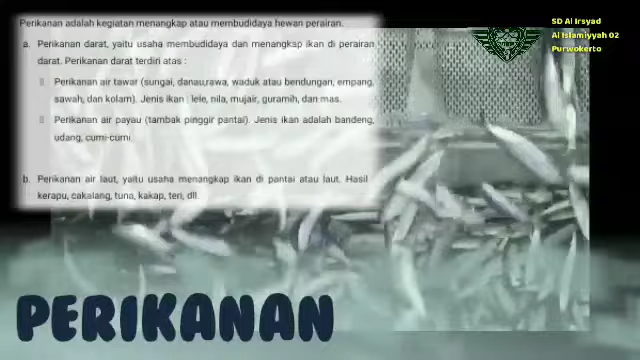 Perikanan adalah kegiatan menangkap atau membudidaya hewan perairan.
a. Perikanan darat, yaitu usaha membudidaya dan menangkap ikan di perairan
darat. Perikanan darat terdiri atas :
Perikanan air tawar (sungai, danau,rawa, waduk atau bendungan, empang,
sawah, dan kolam). Jenis ikan : lele, nila, mujair, guramih, dan mas.
Perikanan air payau (tambak pinggir pantai). Jenis ikan adalah bandeng,
udang, cumi-cumi.
b. Perikanan air laut, yaitu usaha menangkap ikan di pantai atau laut. Hasil
kerapu, cakalang, tuna, kakap, teri, dll.
SD Al Irsyad
Al Islamiyyah 02
Purwokerto
PERIKANAN